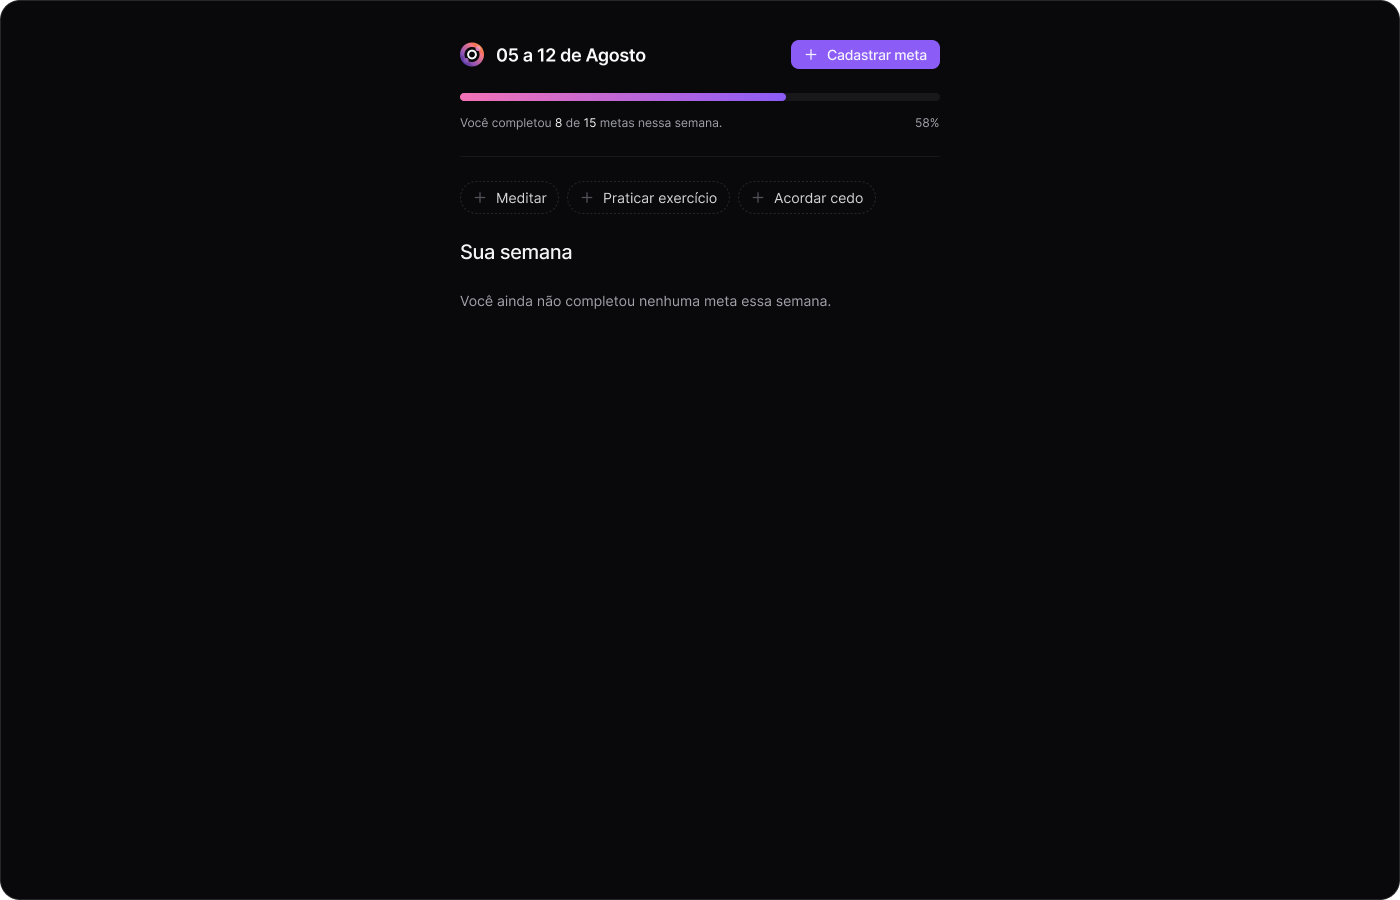 05 a 12 de Agosto
+ Cadastrar meta
Você completou 8 de 15 metas nessa semana.
58%
+ Meditar
+ Praticar exercício
+ Acordar cedo
Sua semana
Você ainda não completou nenhuma meta essa semana.